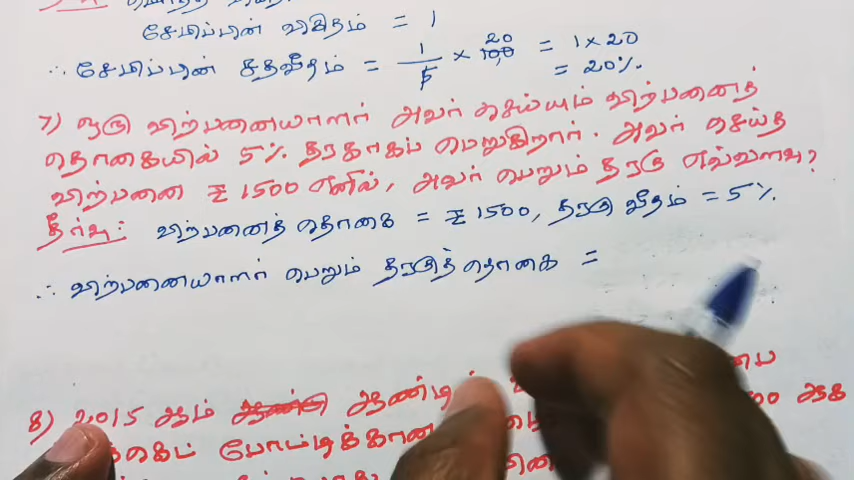 சேமிப்பின் விகிதம் = 1
∴ சேமிப்பின் சதவீதம் = 1/5 × 100 20 = 1 × 20
= 20%
7) ஒரு விற்பனையாளர் அவர் செய்யும் விற்பனைத்
தொகையில் 5% தரகாகப் பெறுகிறார். அவர் செய்த
விற்பனை ₹ 1500 எனில், அவர் பெறும் தரகு எவ்வளவு?
தீர்வு: விற்பனைத் தொகை = ₹ 1500, தரகு வீதம் = 5%
∴ விற்பனையாளர் பெறும் தரகுத் தொகை =
8) 2015 ஆம் ஆண்டில்
போட்டிக்கான